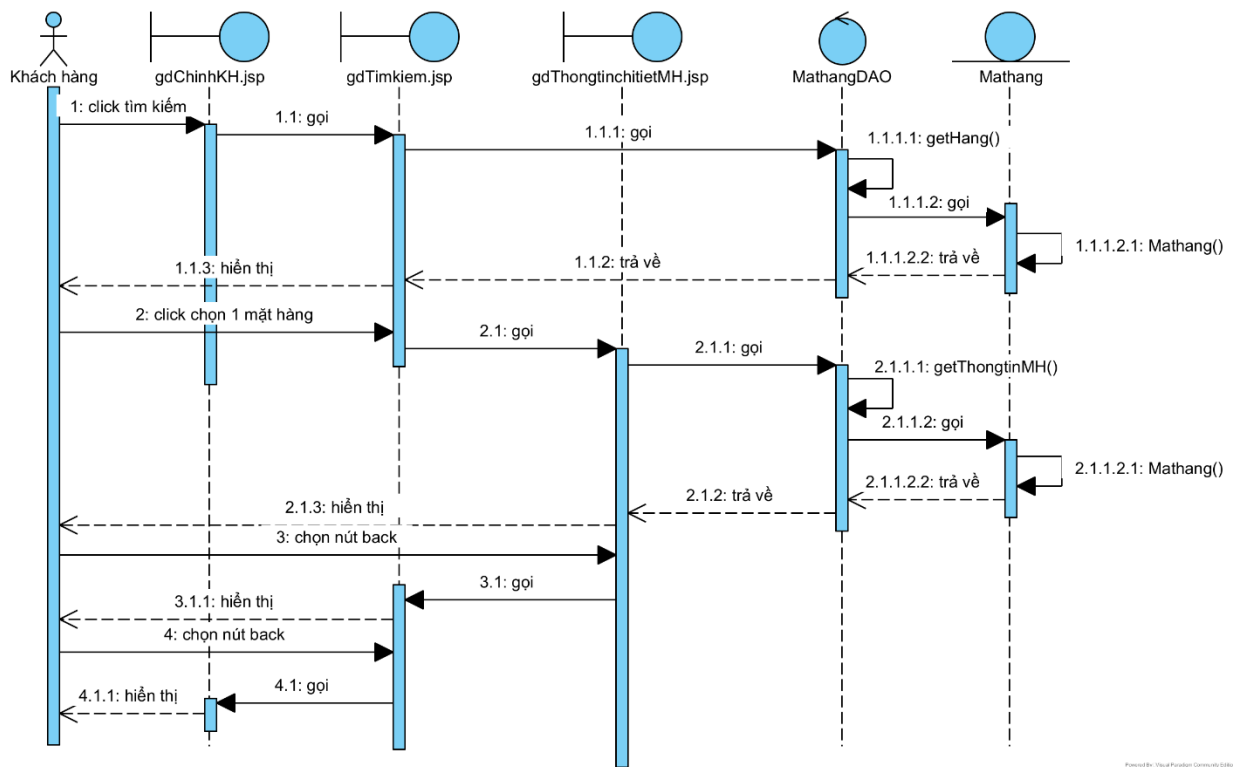 Khách hàng
gdChinhKH.jsp
gdTimkiem.jsp
gdThongtinchitietMH.jsp
MathangDAO
Mathang
1: click tìm kiếm
1.1: gọi
1.1.1: gọi
1.1.1.1: getHang()
1.1.1.2: gọi
1.1.1.2.1: Mathang()
1.1.1.2.2: trả về
1.1.2: trả về
1.1.3: hiển thị
2: click chọn 1 mặt hàng
2.1: gọi
2.1.1: gọi
2.1.1.1: getThongtinMH()
2.1.1.2: gọi
2.1.1.2.1: Mathang()
2.1.1.2.2: trả về
2.1.2: trả về
2.1.3: hiển thị
3: chọn nút back
3.1: gọi
3.1.1: hiển thị
4: chọn nút back
4.1: gọi
4.1.1: hiển thị
Powered By: Visual Paradigm Community Edition